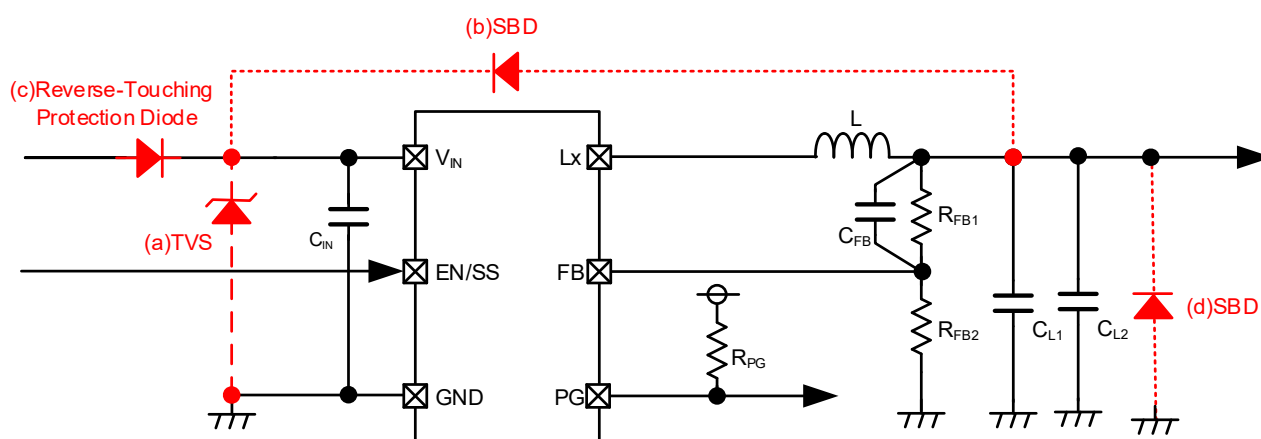 (b)SBD
(c)Reverse-Touching
Protection Diode
L
VIN
Lx
RFB1
CFB
(a)TVS
CIN
EN/SS
FB
(d)SBD
CL1
CL2
RFB2
RPG
GND
PG